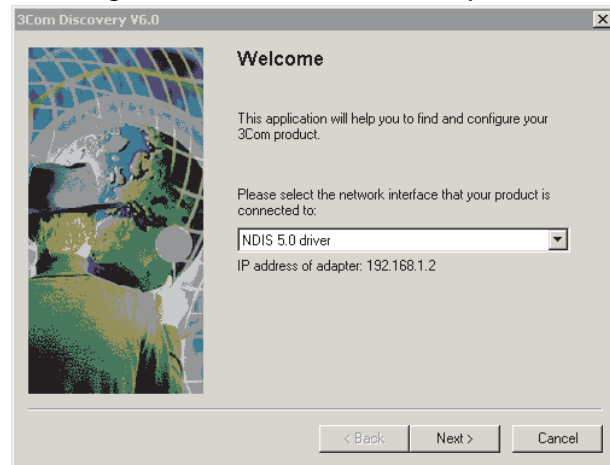 3Com Discovery V6.0
Welcome
This application will help you to find and configure your
3Com product.
Please select the network interface that your product is
connected to:
NDIS 5.0 driver
IP address of adapter: 192.168.1.2
< Back
Next >
Cancel